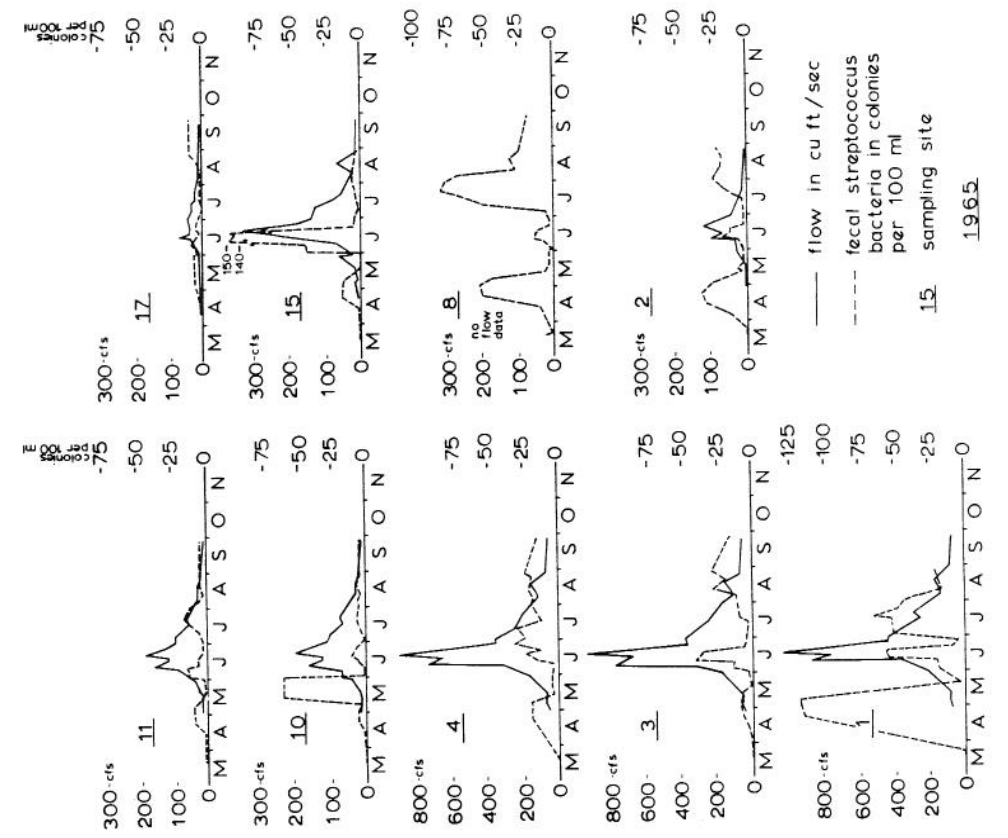 colonies
per 100 ml
300-cfs
-75
11
200-
-50
100-
-25
0
0
M A M J J A S O N
-75
10
200-
-50
100-
-25
0
0
M A M J J A S O N
800-cfs
4
600-
-75
400-
-50
200-
-25
0
0
M A M J J A S O N
800-cfs
3
600-
-75
400-
-50
200-
-25
0
0
M A M J J A S O N
-125
800-cfs
-100
1
600-
-75
400-
-50
200-
-25
0
0
M A M J J A S O N
colonies
per 100 ml
300-cfs
-75
17
200-
-50
100-
-25
0
0
M A M J J A S O N
150-
140-
300-cfs
-75
15
200-
-50
100-
-25
0
0
M A M J J A S O N
-100
300-cfs
8
-75
200-
no
flow
data
-50
100-
-25
0
0
M A M J J A S O N
300-cfs
2
-75
200-
-50
100-
-25
0
0
M A M J J A S O N
flow in cu ft/sec
fecal streptococcus
bacteria in colonies
per 100 ml
15 sampling site
1965